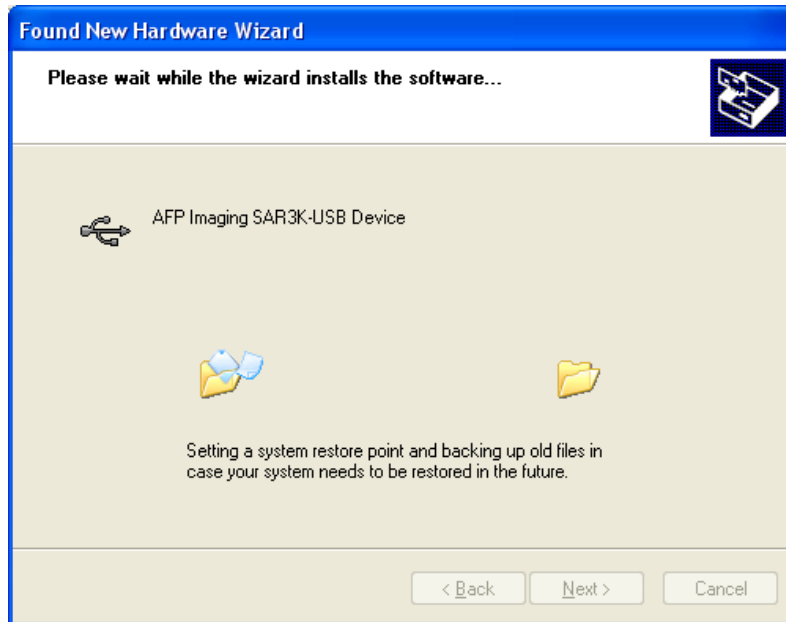 Found New Hardware Wizard
Please wait while the wizard installs the software...
AFP Imaging SAR3K-USB Device
Setting a system restore point and backing up old files in
case your system needs to be restored in the future.
< Back
Next >
Cancel